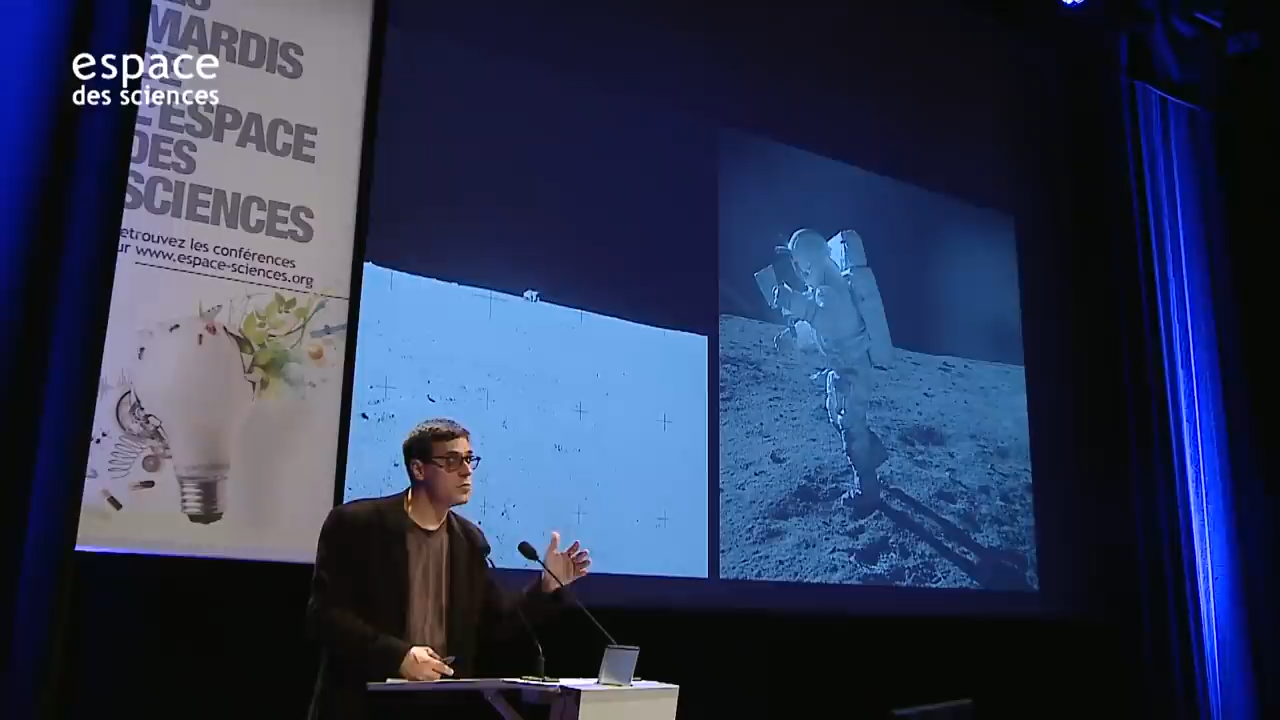 espace
des sciences
MARDIS
L'ESPACE
DES
SCIENCES
etrouvez les conférences
ur www.espace-sciences.org